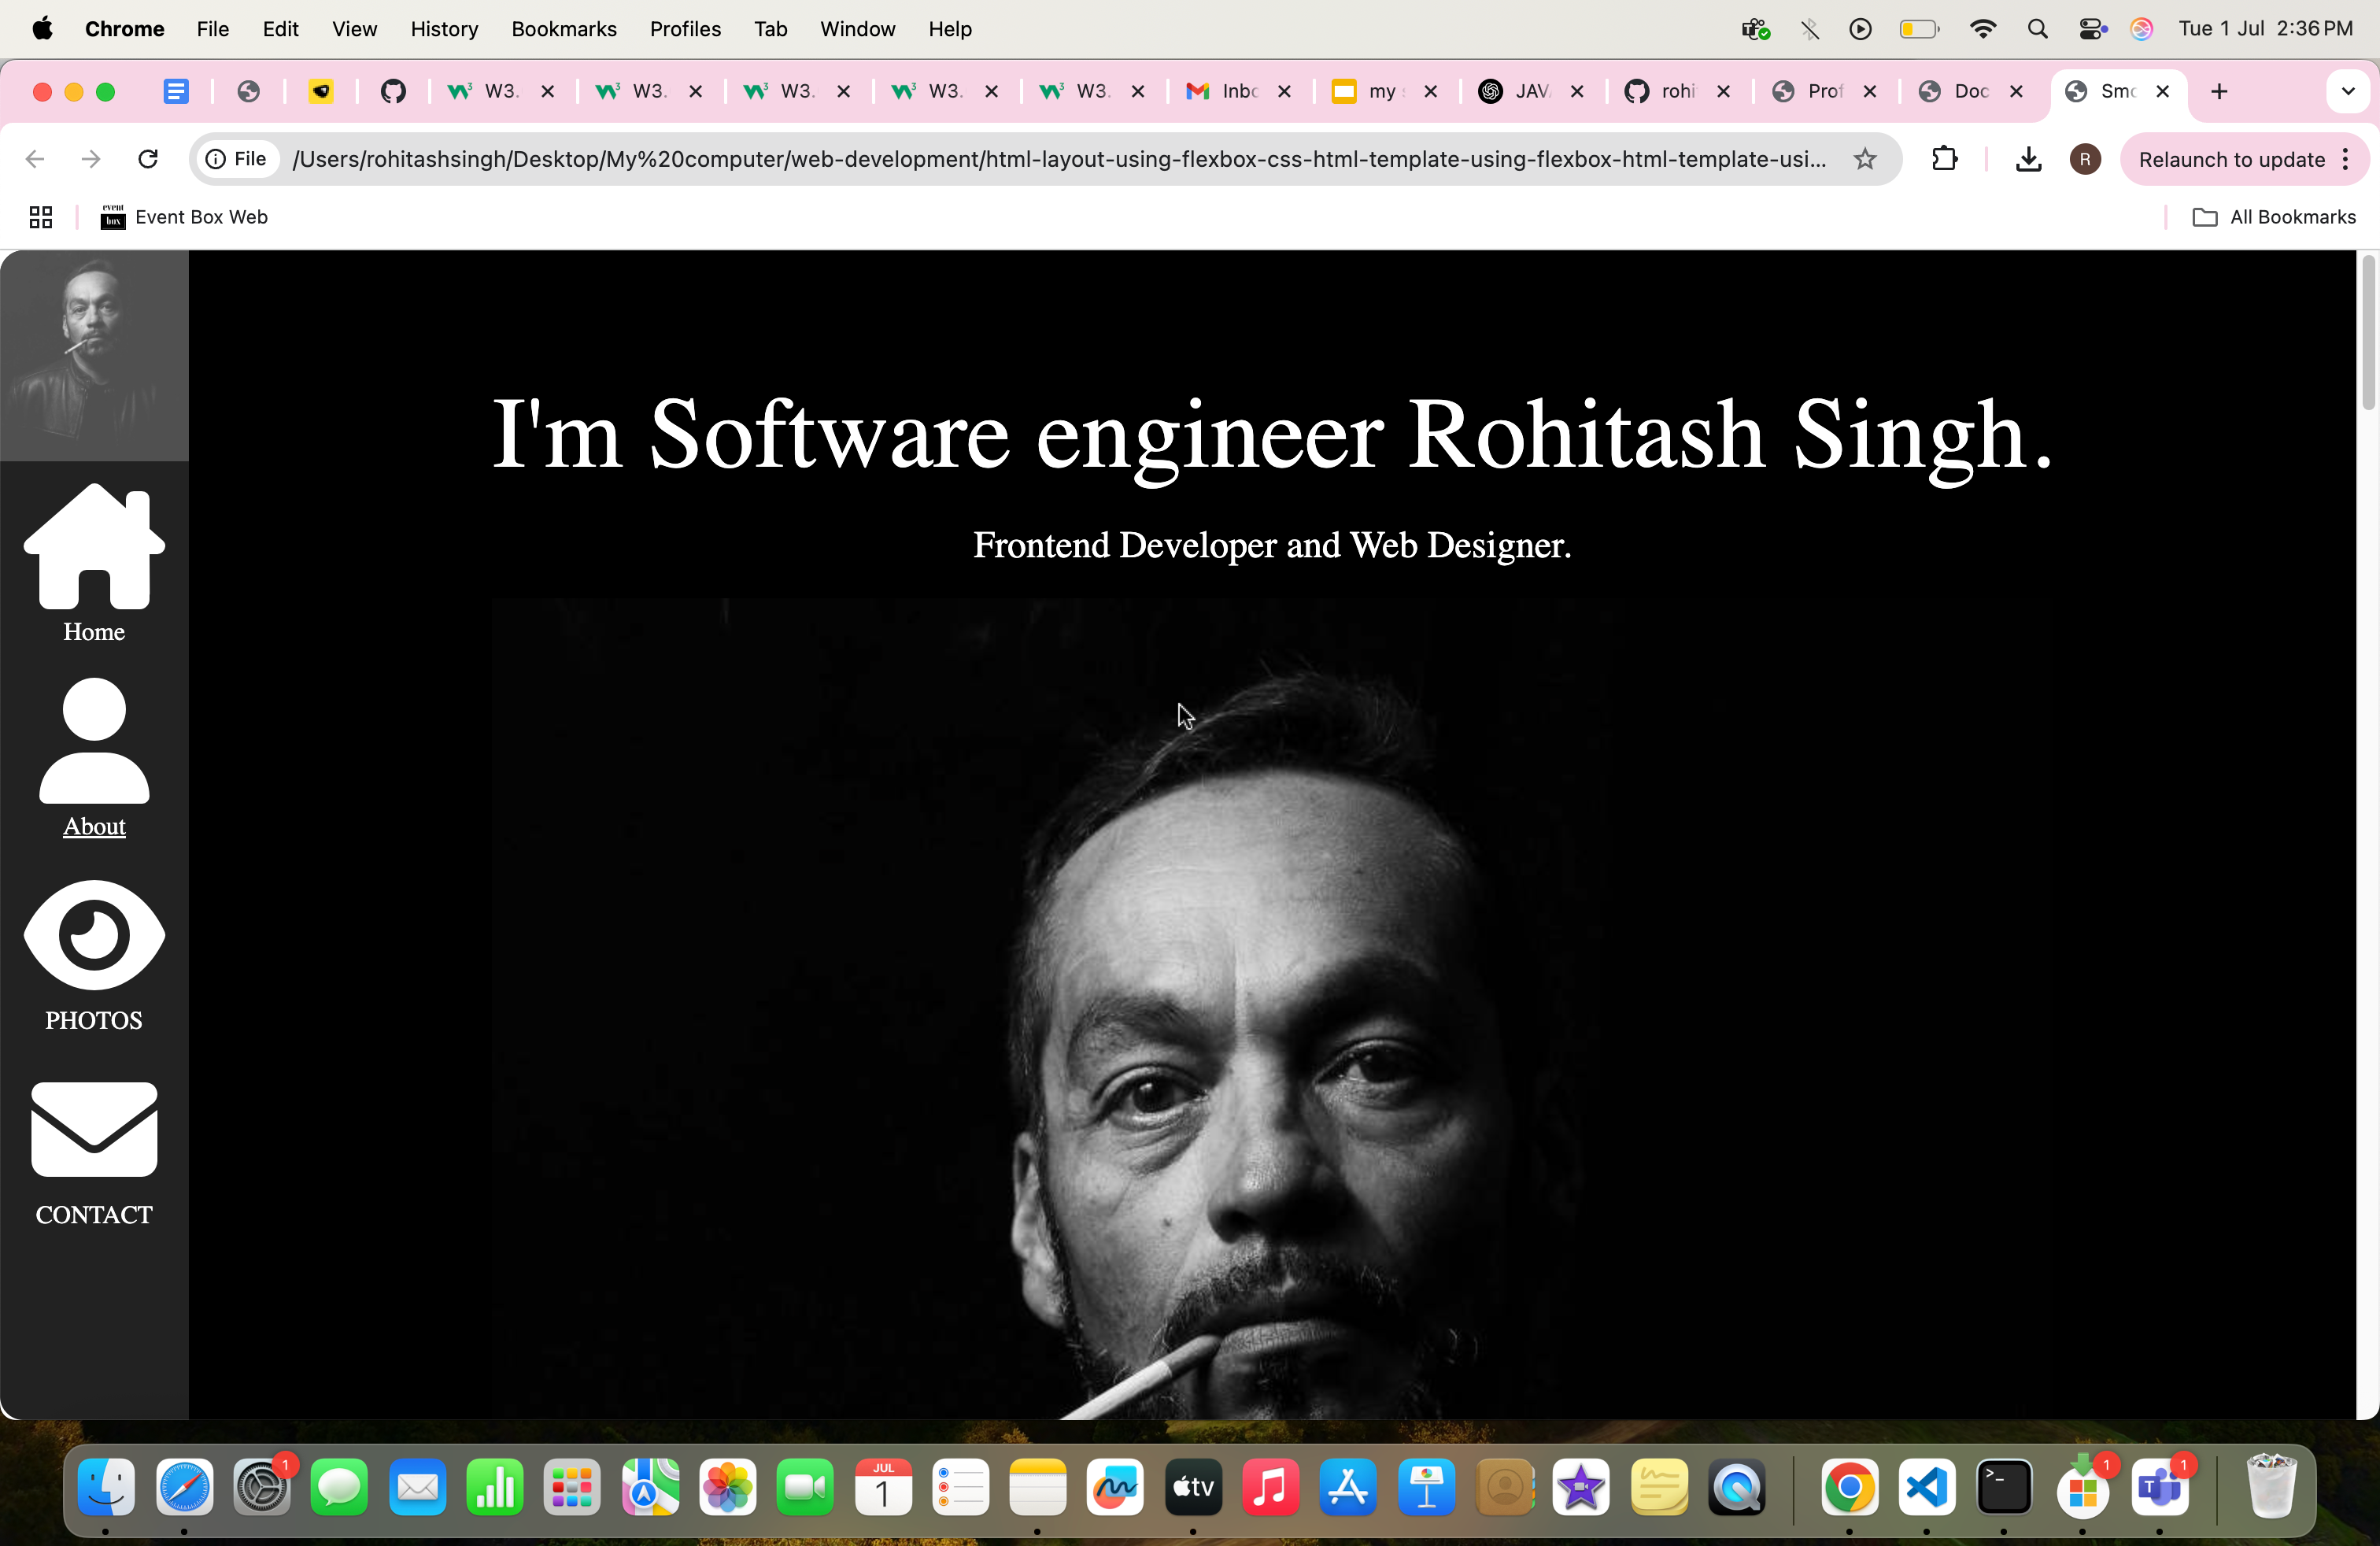 Chrome File Edit View History Bookmarks Profiles Tab Window Help Tue 1 Jul 2:36 PM
W3. W3. W3. W3. W3. Inbc my JAV. rohi Prof Doc Smo
File /Users/rohitashsingh/Desktop/My%20computer/web-development/html-layout-using-flexbox-css-html-template-using-flexbox-html-template-usi... R Relaunch to update
event box Event Box Web All Bookmarks
I'm Software engineer Rohitash Singh.
Frontend Developer and Web Designer.
Home
About
PHOTOS
CONTACT
1 JUL 1 tv >_ 1 T 1